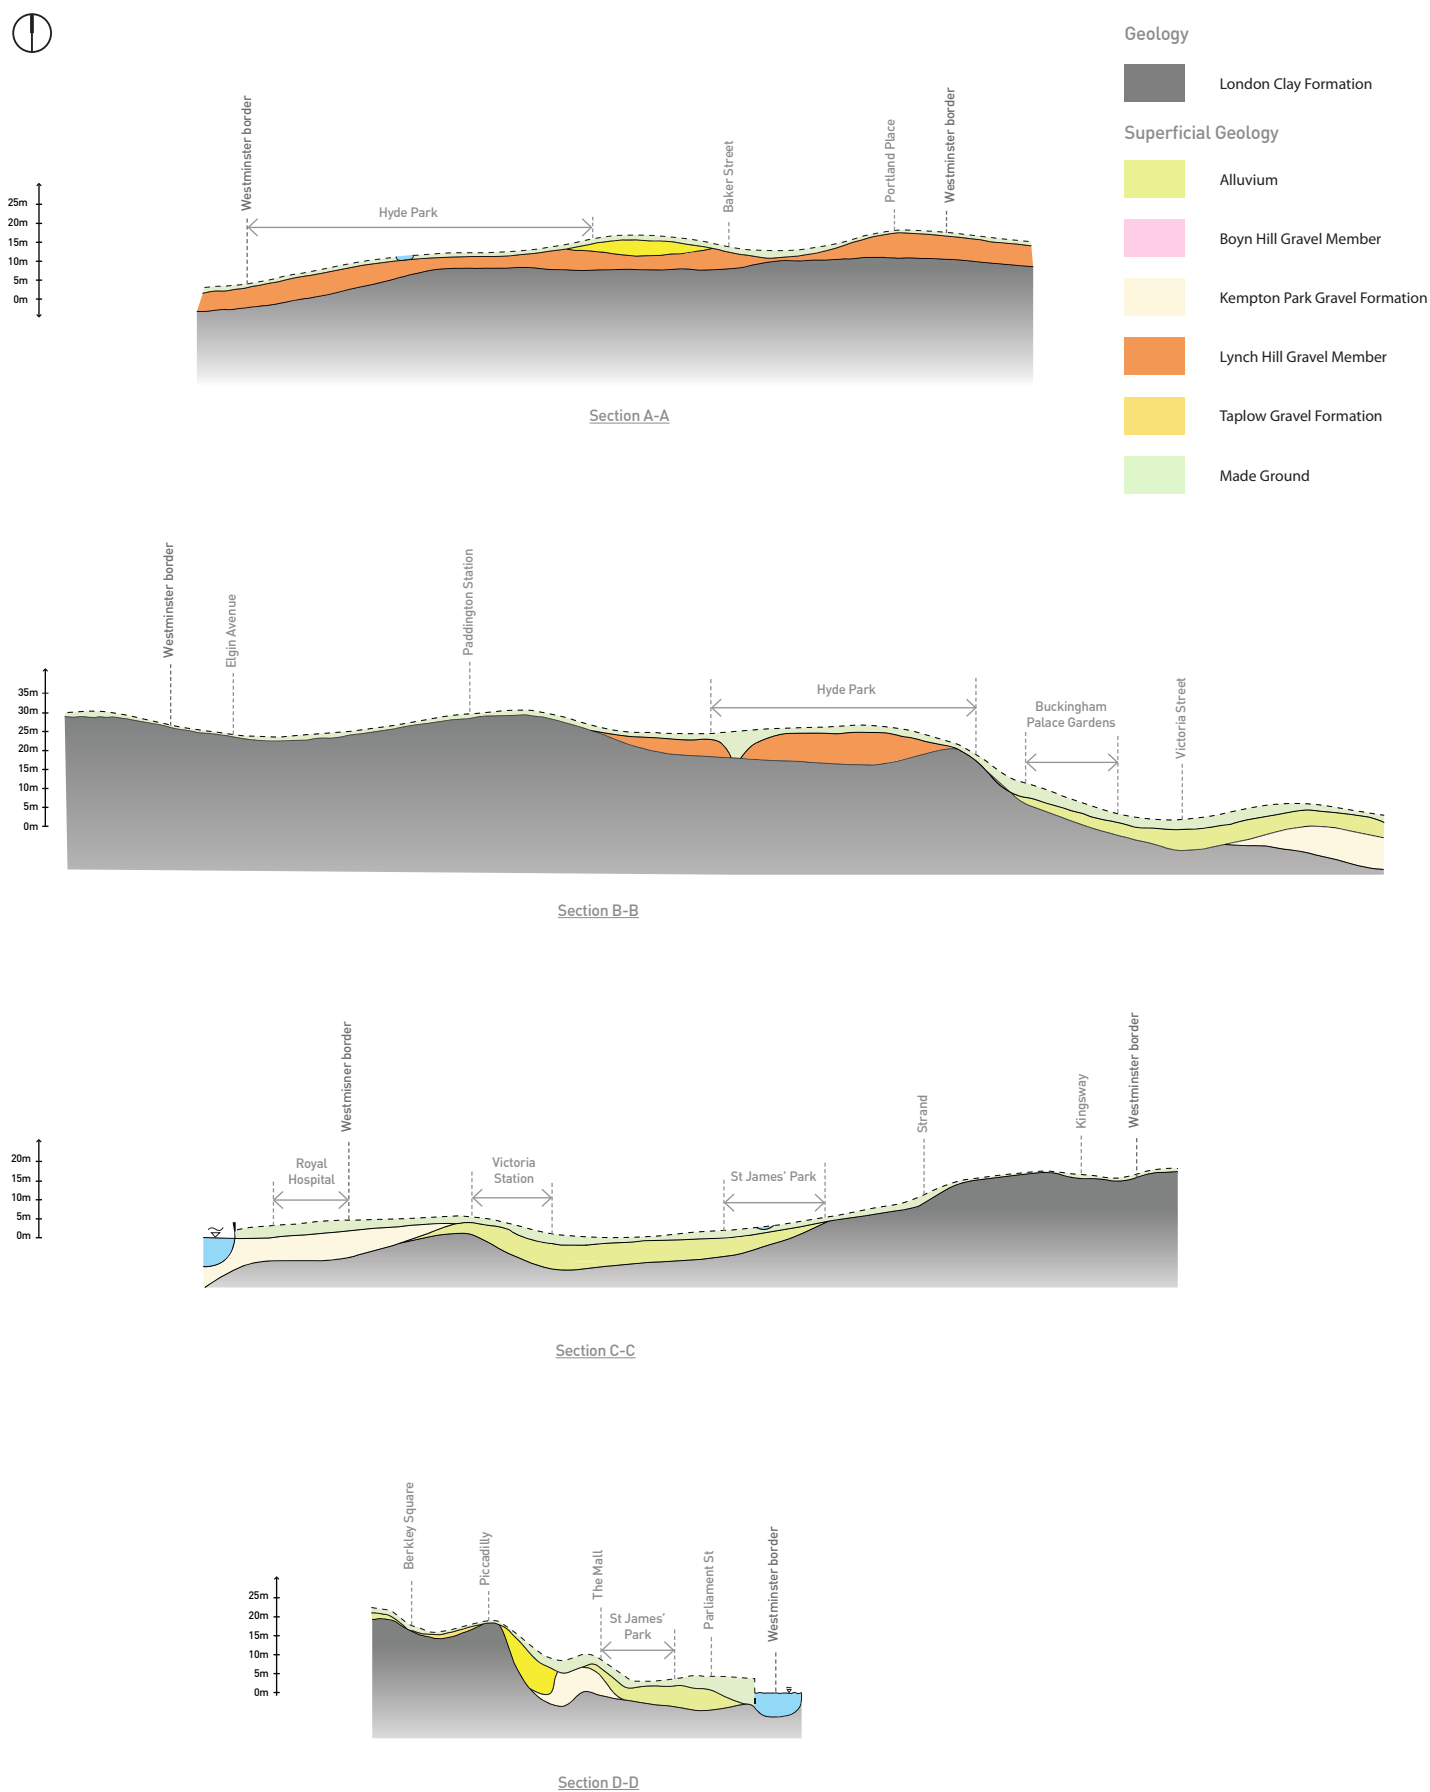 Geology
London Clay Formation
Superficial Geology
Alluvium
Boyn Hill Gravel Member
Kempton Park Gravel Formation
Lynch Hill Gravel Member
Taplow Gravel Formation
Made Ground
Westminster border
Hyde Park
Baker Street
Portland Place
Westminster border
25m
20m
15m
10m
5m
0m
Section A-A
Westminster border
Elgin Avenue
Paddington Station
Hyde Park
Buckingham
Palace Gardens
Victoria Street
35m
30m
25m
20m
15m
10m
5m
0m
Section B-B
Westmisner border
Royal
Hospital
Victoria
Station
St James’ Park
Strand
Kingsway
Westminster border
20m
15m
10m
5m
0m
Section C-C
Berkley Square
Piccadilly
The Mall
St James’
Park
Parliament St
Westminster border
25m
20m
15m
10m
5m
0m
Section D-D